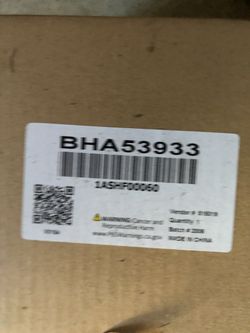 BHA53933
1ASHF00060
WARNING: Cancer and
Reproductive Harm
www.P65Warnings.ca.gov
Quantity: 1
MADE IN CHINA